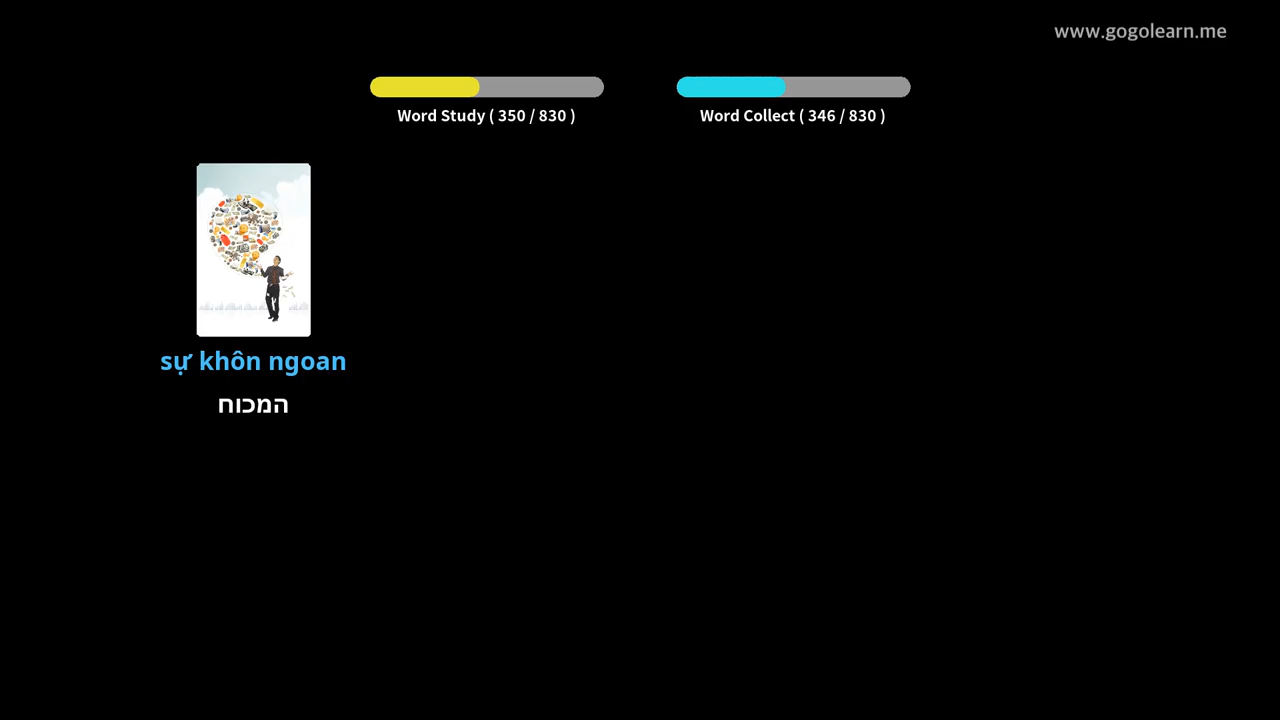 www.gogolearn.me
Word Study ( 350 / 830 )
Word Collect ( 346 / 830 )
sự khôn ngoan
המכוח